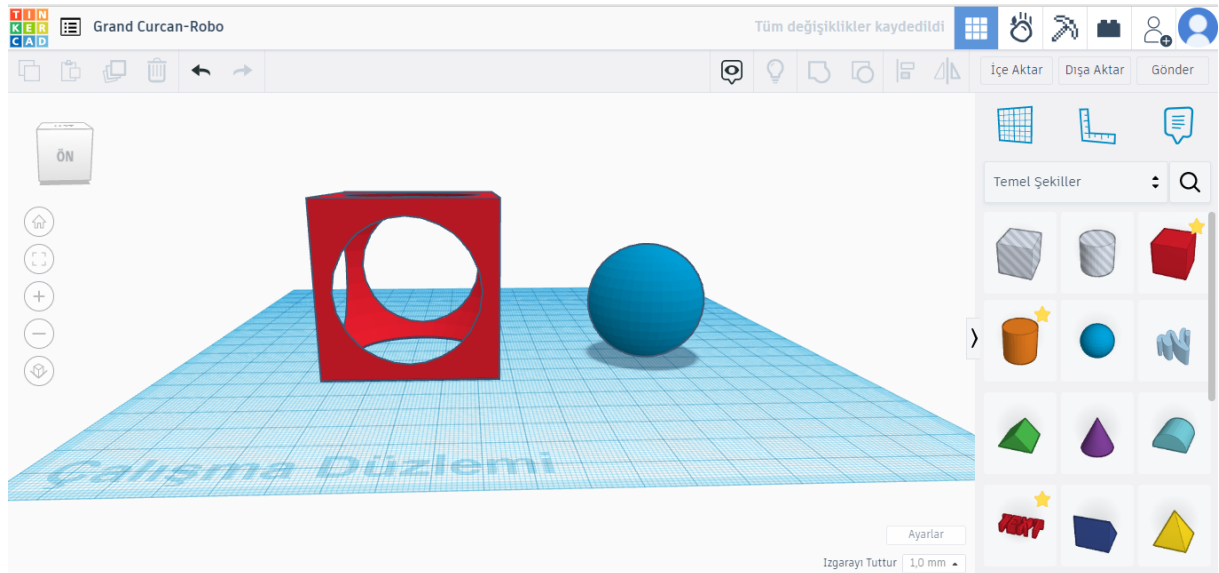 TIN
KER
CAD
Grand Curcan-Robo
Tüm değişiklikler kaydedildi
İçe Aktar
Dışa Aktar
Gönder
ÖN
Temel Şekiller
Çalışma Düzlemi
TEXT
Ayarlar
Izgarayı Tuttur 1,0 mm